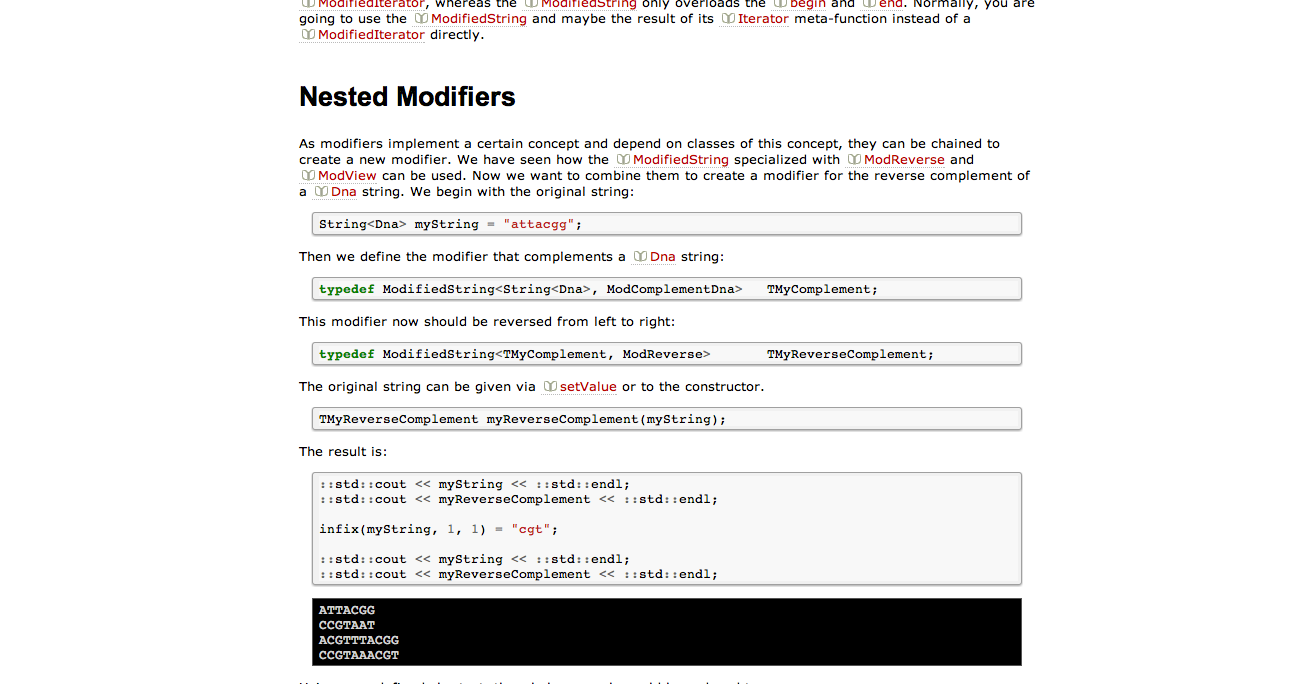 ModifiedIterator, whereas the ModifiedString only overloads the begin and end. Normally, you are
going to use the ModifiedString and maybe the result of its Iterator meta-function instead of a
ModifiedIterator directly.
Nested Modifiers
As modifiers implement a certain concept and depend on classes of this concept, they can be chained to
create a new modifier. We have seen how the ModifiedString specialized with ModReverse and
ModView can be used. Now we want to combine them to create a modifier for the reverse complement of
a Dna string. We begin with the original string:
String<Dna> myString = "attacgg";
Then we define the modifier that complements a Dna string:
typedef ModifiedString<String<Dna>, ModComplementDna>   TMyComplement;
This modifier now should be reversed from left to right:
typedef ModifiedString<TMyComplement, ModReverse>       TMyReverseComplement;
The original string can be given via setValue or to the constructor.
TMyReverseComplement myReverseComplement(myString);
The result is:
::std::cout << myString << ::std::endl;
::std::cout << myReverseComplement << ::std::endl;
infix(myString, 1, 1) = "cgt";
::std::cout << myString << ::std::endl;
::std::cout << myReverseComplement << ::std::endl;
ATTACGG
CCGTAAT
ACGTTTACGG
CCGTAAACGT